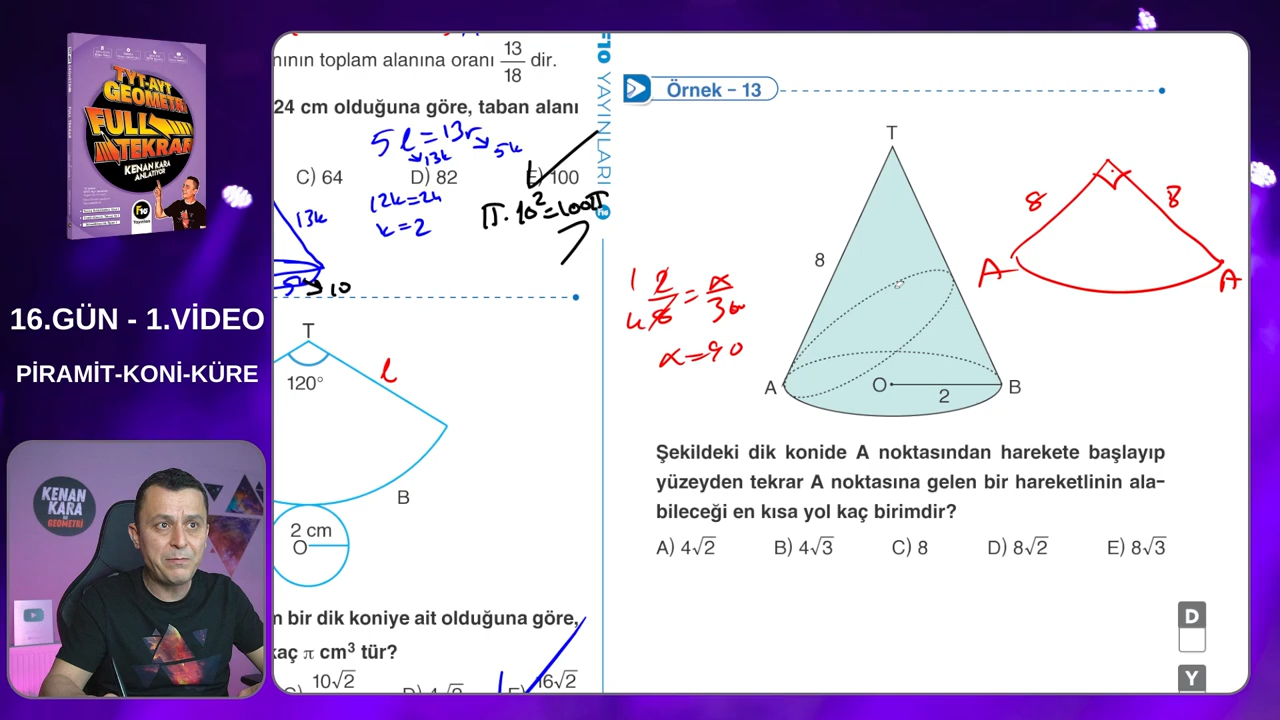 TYT-AYT
GEOMETRİ
FULL
TEKRAR
KENAN KARA
ANLATIYOR
F10
16.GÜN - 1.VİDEO
PİRAMİT-KONİ-KÜRE
KENAN
KARA
ile
GEOMETRİ
nının toplam alanına oranı 13/18 dir.
24 cm olduğuna göre, taban alanı
5l=13r
13k
5k
C) 64 D) 82 E) 100
12k=24
k=2
π·10²=100π
13k
10
T
120°
l
B
2 cm
O
m bir dik koniye ait olduğuna göre,
kaç π cm³ tür?
10√2
16√2
F10 YAYINLARI
F10
Örnek – 13
T
8
A
O
2
B
1 2/8 = α/360
4
α=90
8 8
A A
Şekildeki dik konide A noktasından harekete başlayıp
yüzeyden tekrar A noktasına gelen bir hareketlinin ala-
bileceği en kısa yol kaç birimdir?
A) 4√2 B) 4√3 C) 8 D) 8√2 E) 8√3
D
Y